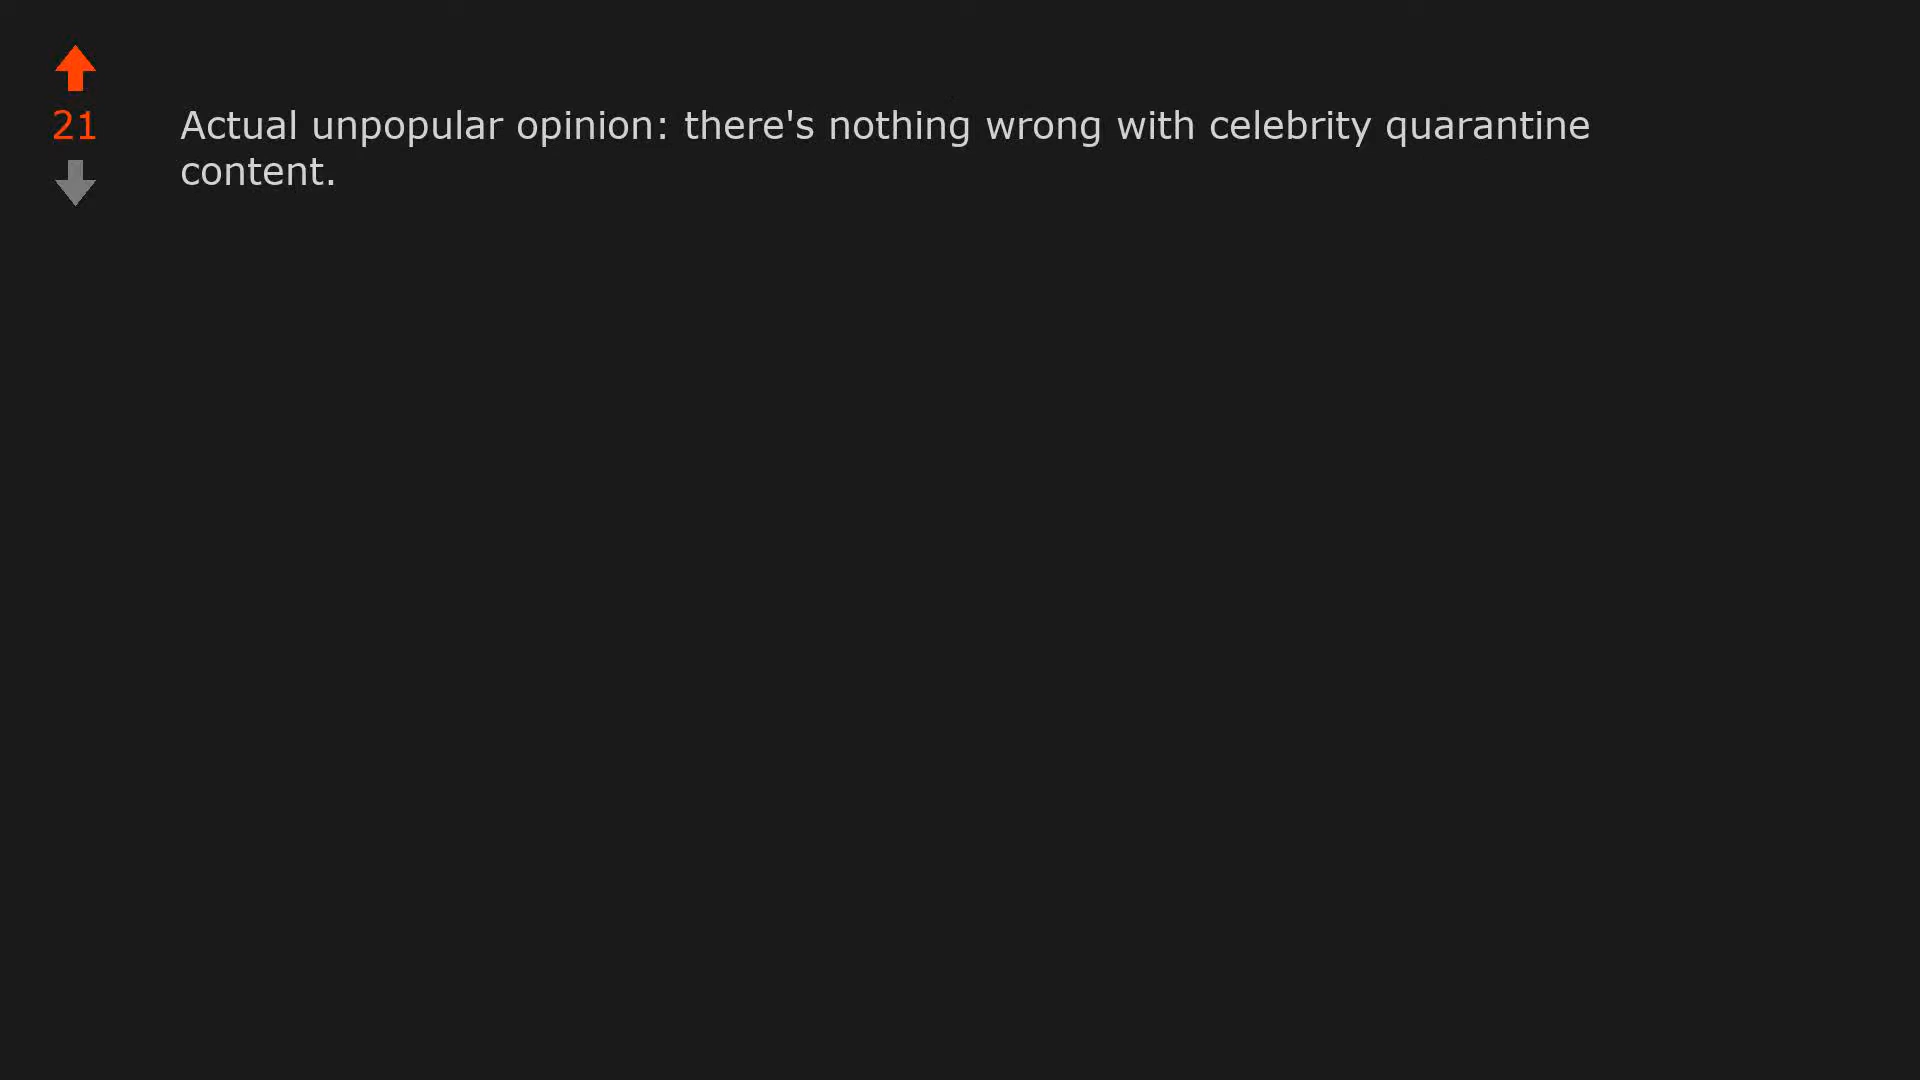 21
Actual unpopular opinion: there's nothing wrong with celebrity quarantine
content.